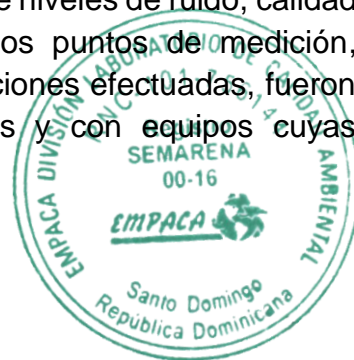 e niveles de ruido, calidad
os puntos de medición,
ciones efectuadas, fueron
s y con equipos cuyas
EMPACA DIVISIÓN LABORATORIO DE CALIDAD AMBIENTAL
SEMARENA
00-16
EMPACA
Santo Domingo
República Dominicana